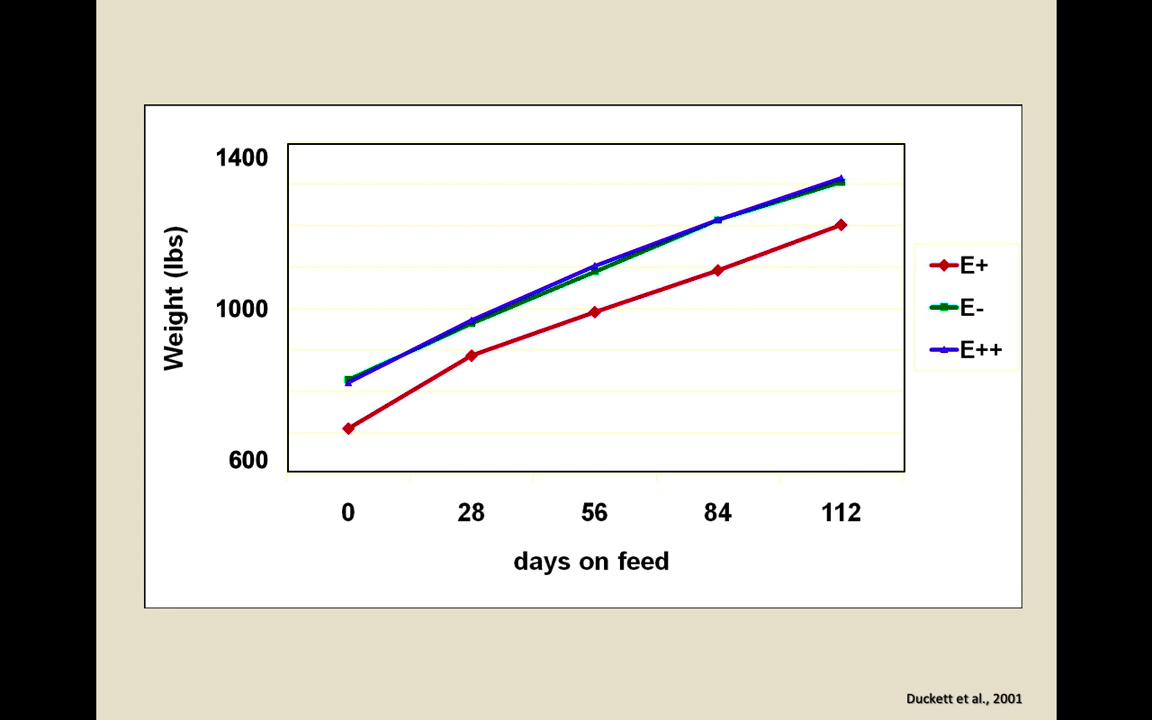 1400
1000
600
Weight (lbs)
0 28 56 84 112
days on feed
E+
E-
E++
Duckett et al., 2001